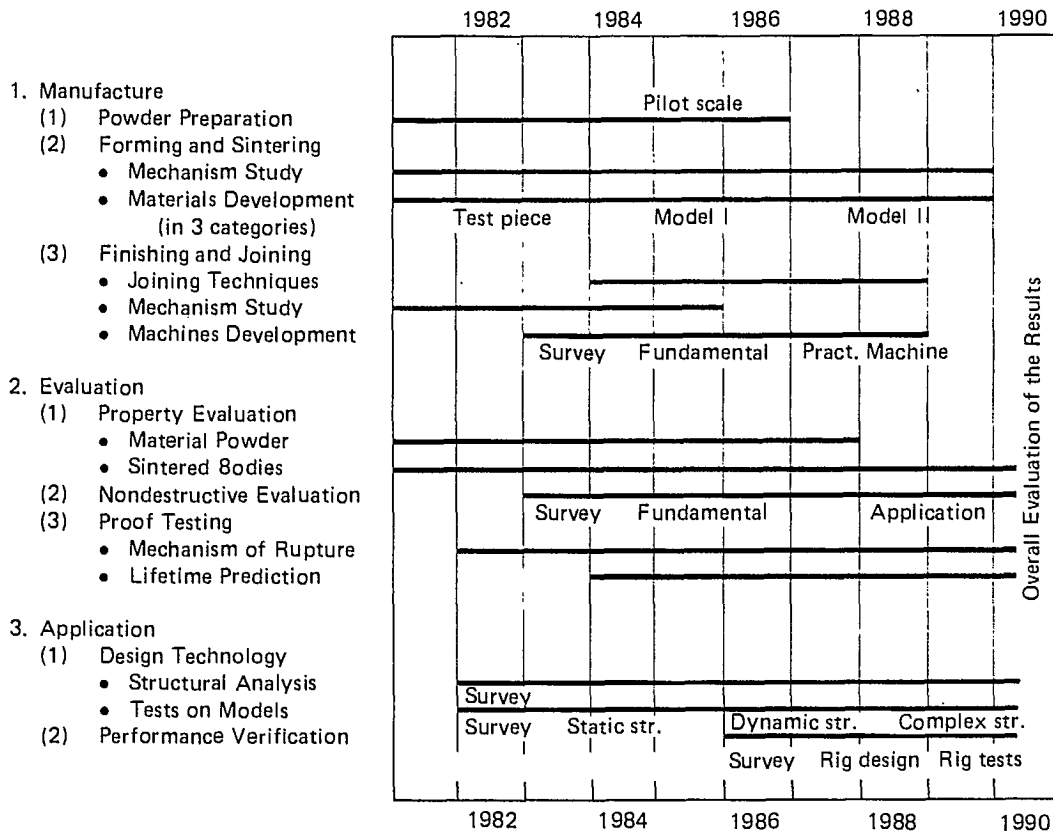 1982 1984 1986 1988 1990
1. Manufacture
Pilot scale
(1) Powder Preparation
(2) Forming and Sintering
• Mechanism Study
• Materials Development
(in 3 categories)
Test piece Model I Model II
(3) Finishing and Joining
• Joining Techniques
• Mechanism Study
• Machines Development
Survey Fundamental Pract. Machine
2. Evaluation
(1) Property Evaluation
• Material Powder
• Sintered Bodies
(2) Nondestructive Evaluation
Survey Fundamental Application
(3) Proof Testing
• Mechanism of Rupture
• Lifetime Prediction
3. Application
(1) Design Technology
• Structural Analysis
Survey
• Tests on Models
Survey Static str. Dynamic str. Complex str.
(2) Performance Verification
Survey Rig design Rig tests
Overall Evaluation of the Results
1982 1984 1986 1988 1990